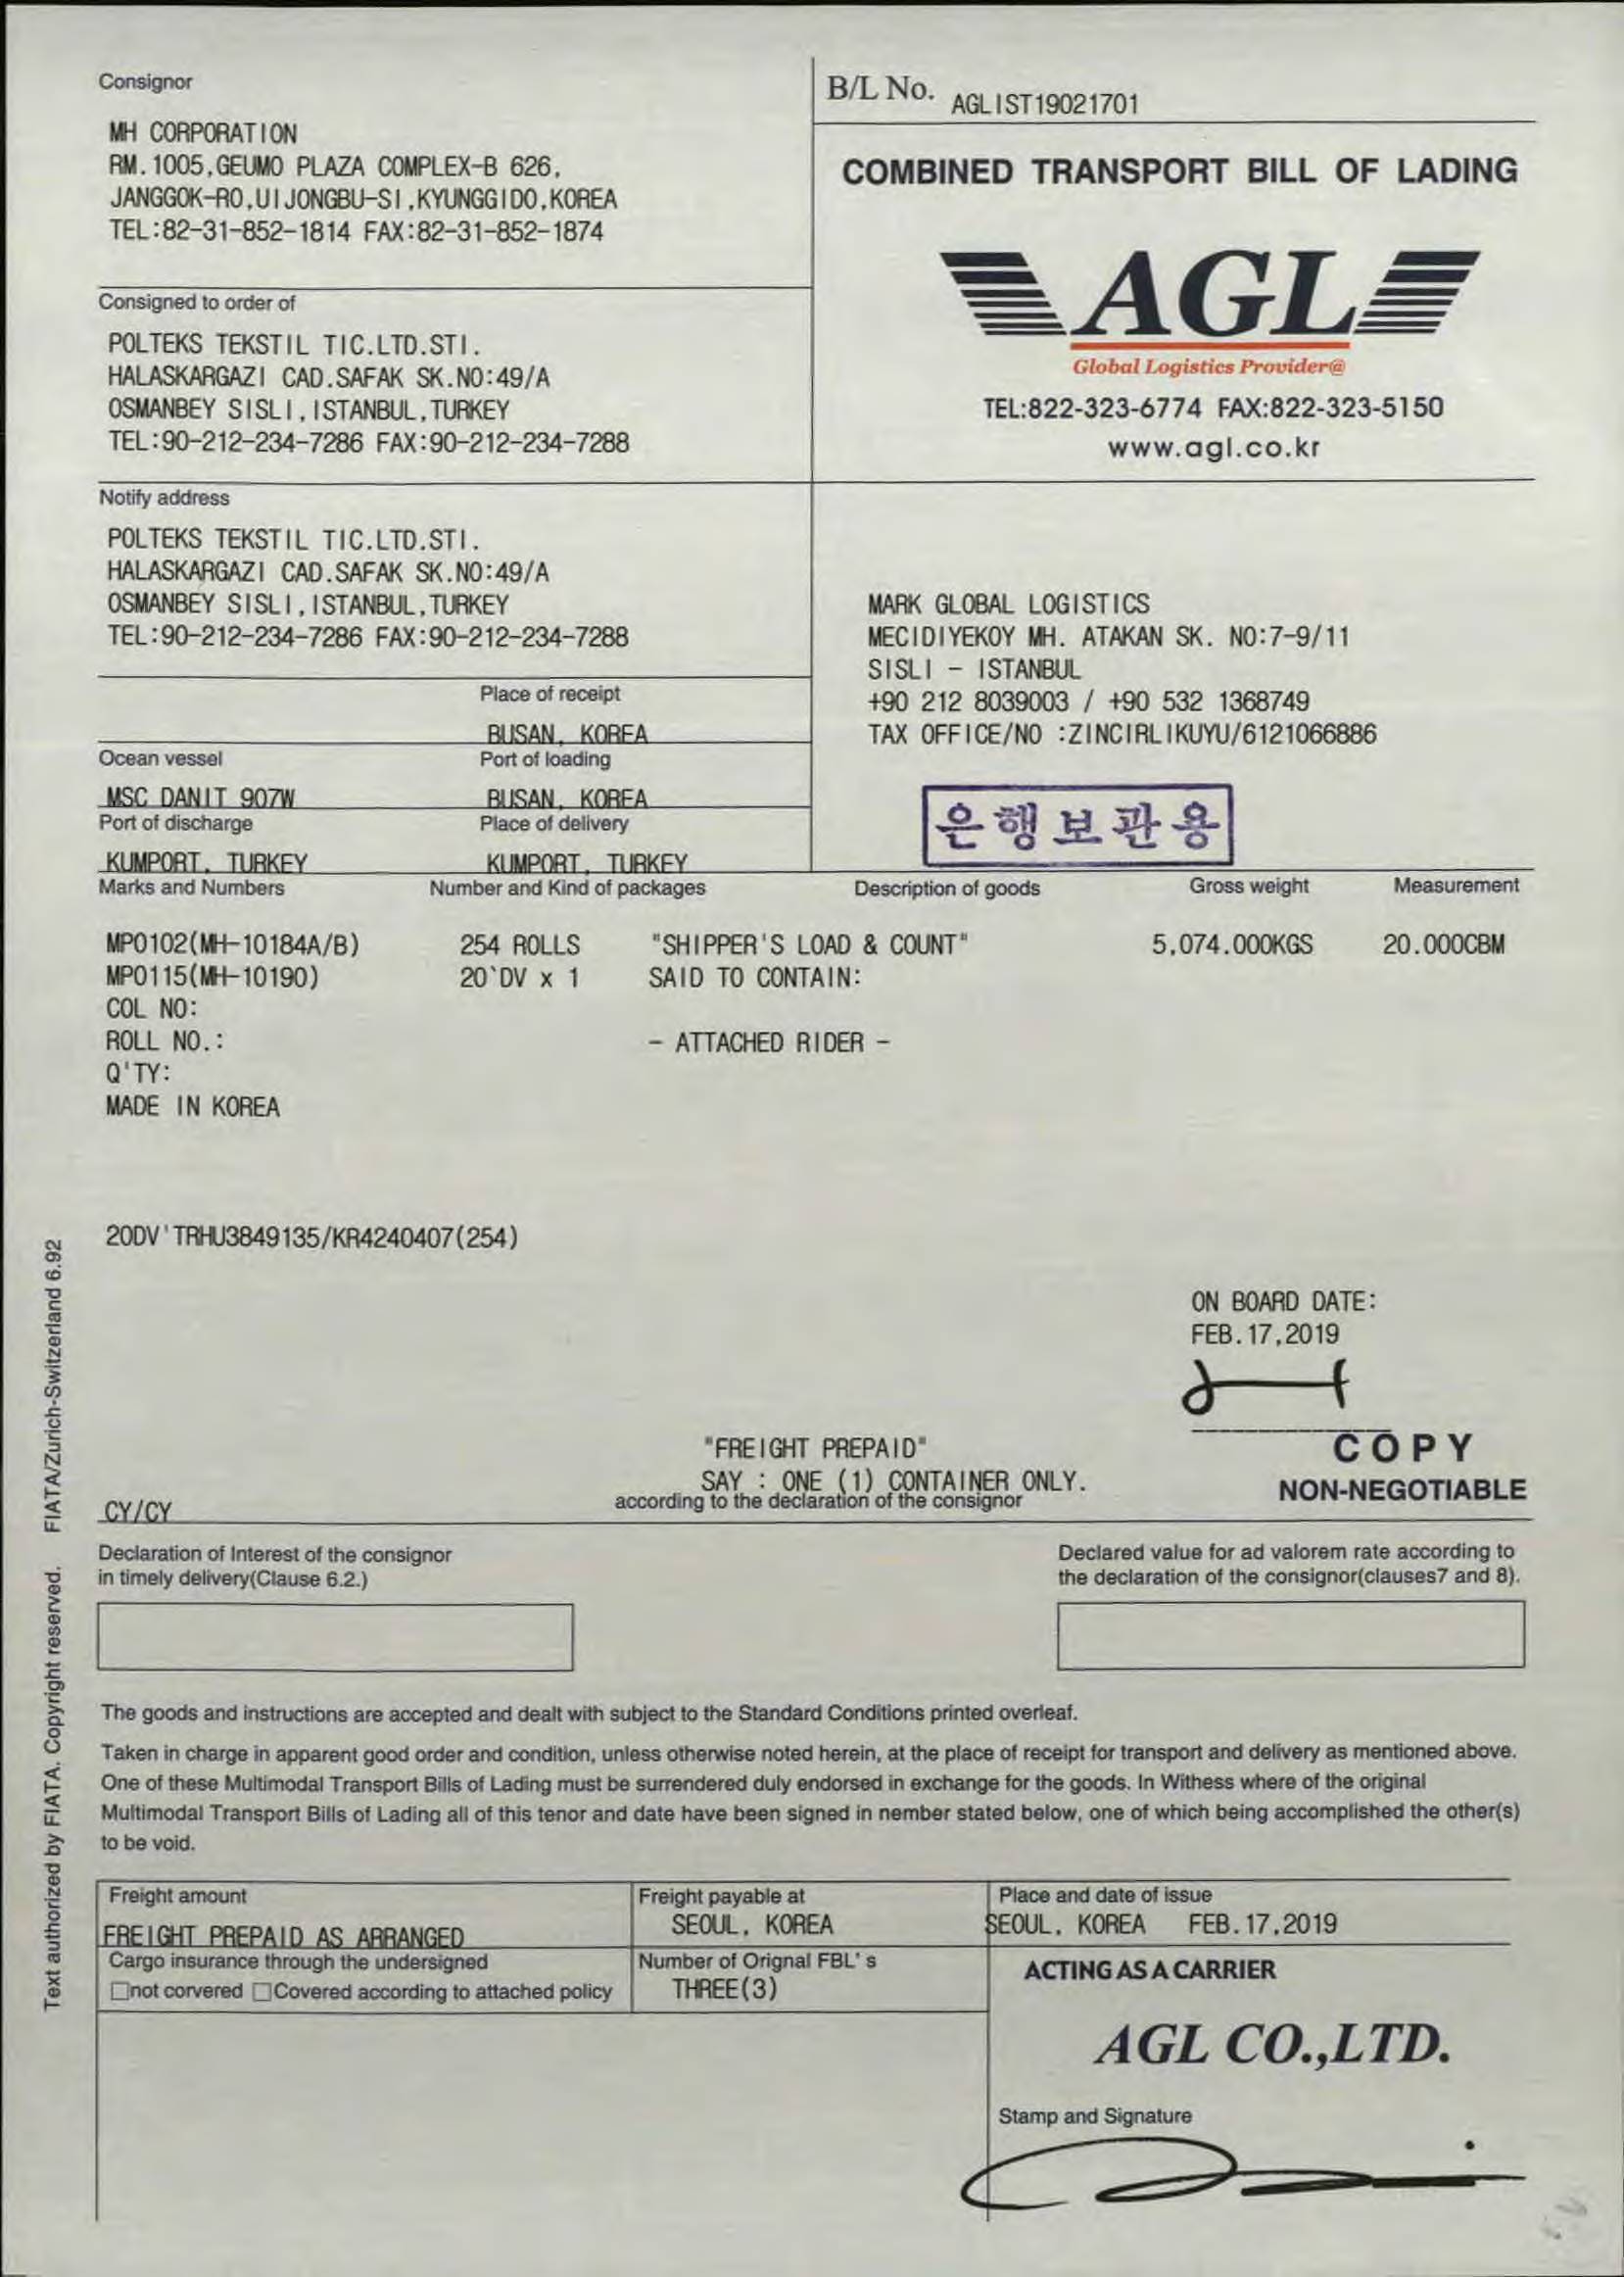 Consignor
MH CORPORATION
RM.1005,GEUMO PLAZA COMPLEX-B 626,
JANGGOK-RO,UIJONGBU-SI,KYUNGGIDO,KOREA
TEL:82-31-852-1814 FAX:82-31-852-1874
B/L No. AGLIST19021701
COMBINED TRANSPORT BILL OF LADING
AGL
Global Logistics Provider@
TEL:822-323-6774 FAX:822-323-5150
www.agl.co.kr
Consigned to order of
POLTEKS TEKSTIL TIC.LTD.STI.
HALASKARGAZI CAD.SAFAK SK.NO:49/A
OSMANBEY SISLI,ISTANBUL,TURKEY
TEL:90-212-234-7286 FAX:90-212-234-7288
Notify address
POLTEKS TEKSTIL TIC.LTD.STI.
HALASKARGAZI CAD.SAFAK SK.NO:49/A
OSMANBEY SISLI,ISTANBUL,TURKEY
TEL:90-212-234-7286 FAX:90-212-234-7288
MARK GLOBAL LOGISTICS
MECIDIYEKOY MH. ATAKAN SK. NO:7-9/11
SISLI - ISTANBUL
+90 212 8039003 / +90 532 1368749
TAX OFFICE/NO :ZINCIRLIKUYU/6121066886
은행보관용
Place of receipt
BUSAN, KOREA
Ocean vessel Port of loading
MSC DANIT 907W BUSAN, KOREA
Port of discharge Place of delivery
KUMPORT, TURKEY KUMPORT, TURKEY
Marks and Numbers Number and Kind of packages Description of goods Gross weight Measurement
MP0102(MH-10184A/B) 254 ROLLS "SHIPPER'S LOAD & COUNT" 5,074.000KGS 20.000CBM
MP0115(MH-10190) 20`DV x 1 SAID TO CONTAIN:
COL NO:
ROLL NO.: - ATTACHED RIDER -
Q'TY:
MADE IN KOREA
20DV'TRHU3849135/KR4240407(254)
ON BOARD DATE:
FEB.17,2019
"FREIGHT PREPAID"
COPY
SAY : ONE (1) CONTAINER ONLY.
NON-NEGOTIABLE
CY/CY according to the declaration of the consignor
Declaration of Interest of the consignor
in timely delivery(Clause 6.2.)
Declared value for ad valorem rate according to
the declaration of the consignor(clauses7 and 8).
The goods and instructions are accepted and dealt with subject to the Standard Conditions printed overleaf.
Taken in charge in apparent good order and condition, unless otherwise noted herein, at the place of receipt for transport and delivery as mentioned above.
One of these Multimodal Transport Bills of Lading must be surrendered duly endorsed in exchange for the goods. In Withess where of the original
Multimodal Transport Bills of Lading all of this tenor and date have been signed in nember stated below, one of which being accomplished the other(s)
to be void.
Freight amount
FREIGHT PREPAID AS ARRANGED
Freight payable at
SEOUL, KOREA
Place and date of issue
SEOUL, KOREA FEB.17,2019
Cargo insurance through the undersigned
□not corvered □Covered according to attached policy
Number of Orignal FBL' s
THREE(3)
ACTING AS A CARRIER
AGL CO.,LTD.
Stamp and Signature
Text authorized by FIATA. Copyright reserved. FIATA/Zurich-Switzerland 6.92